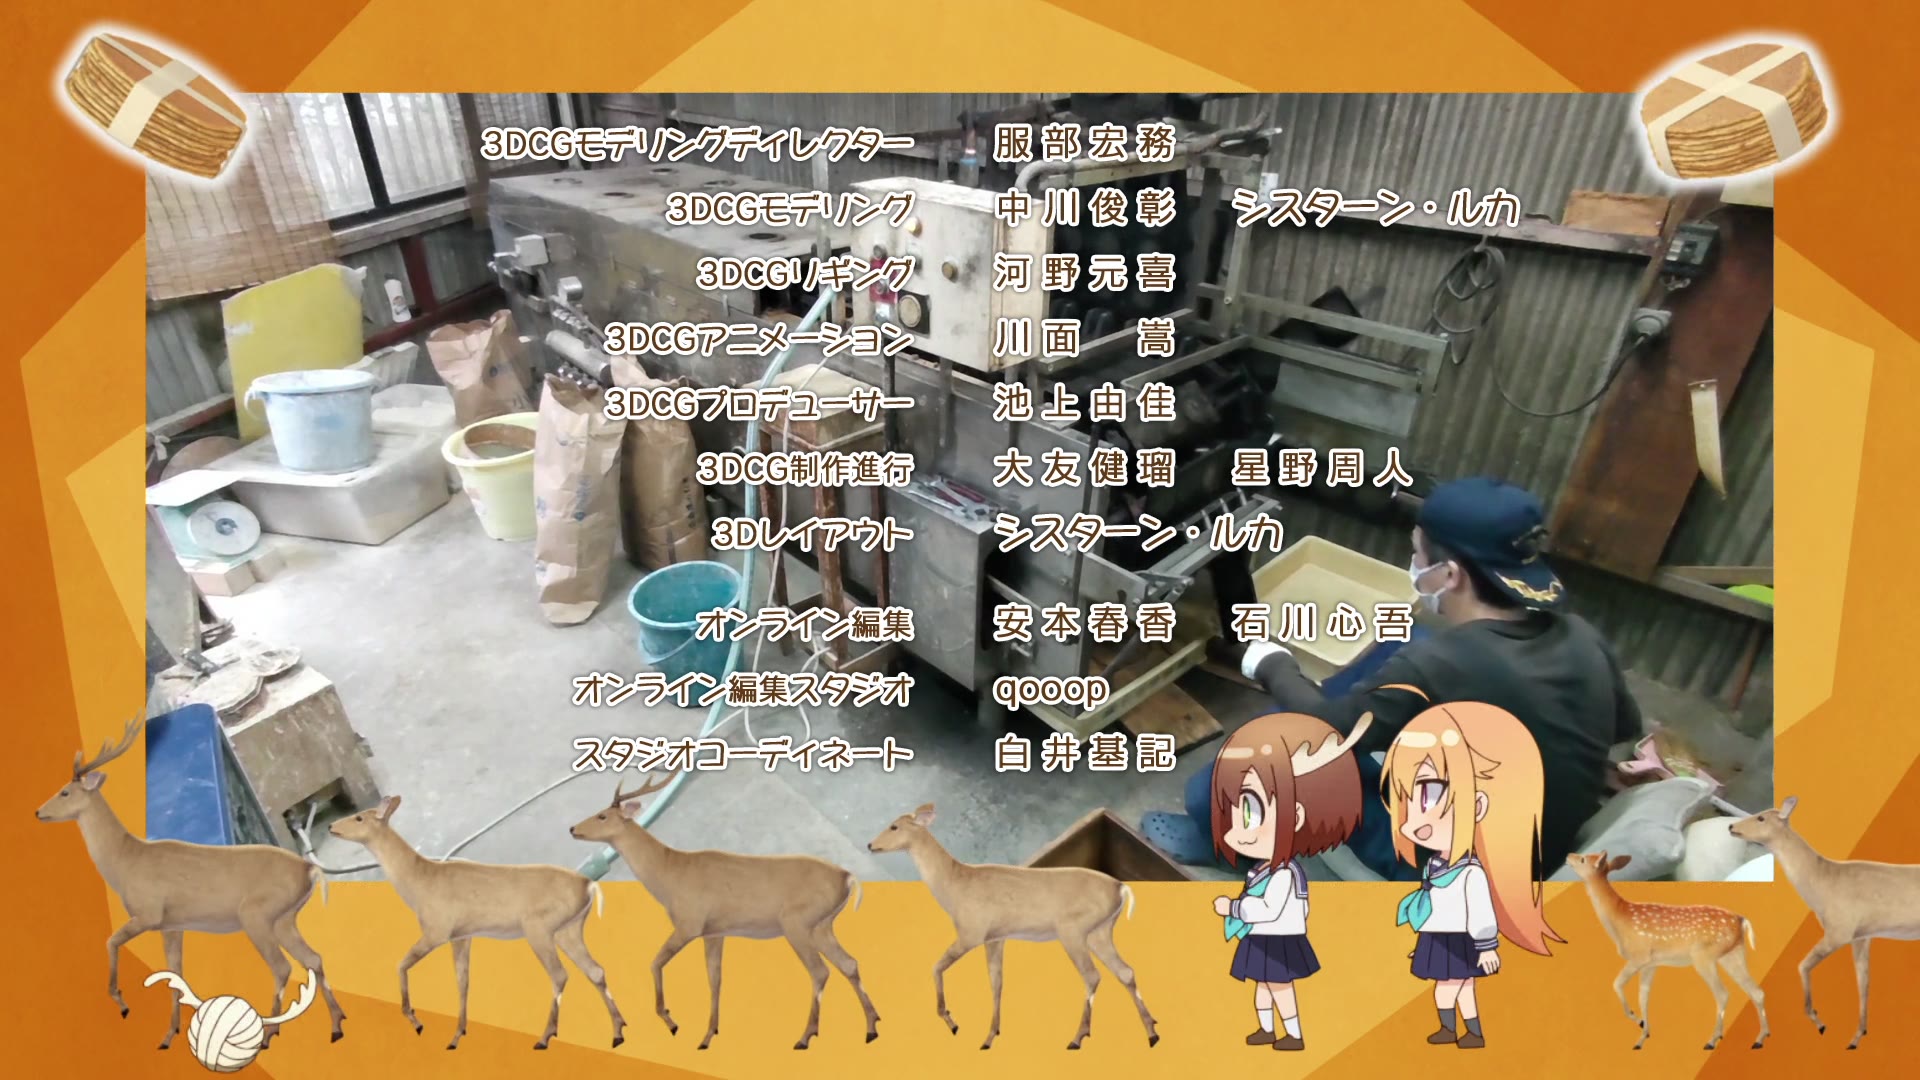 3DCGモデリングディレクター 服部宏務
3DCGモデリング 中川俊彰 シスターン・ルカ
3DCGリギング 河野元喜
3DCGアニメーション 川面 嵩
3DCGプロデューサー 池上由佳
3DCG制作進行 大友健瑠 星野周人
3Dレイアウト シスターン・ルカ
オンライン編集 安本春香 石川心吾
オンライン編集スタジオ qooop
スタジオコーディネート 白井基記